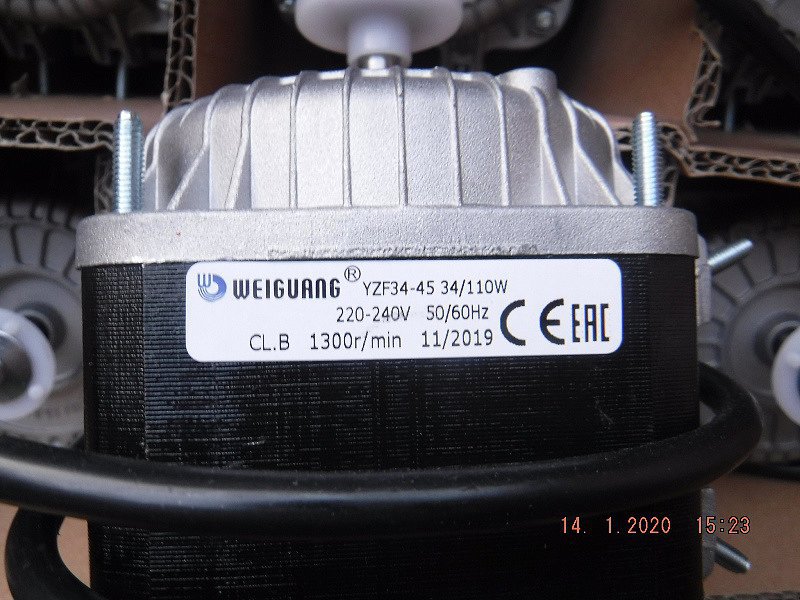 WEIGUANG® YZF34-45 34/110W
220-240V 50/60Hz
CL.B 1300r/min 11/2019 CE EAC
14. 1.2020 15:23